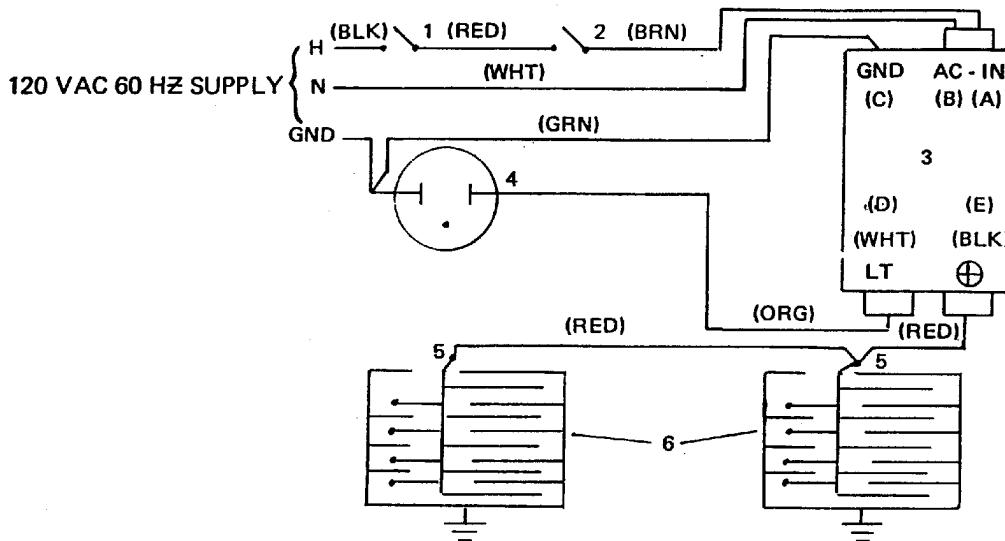 (BLK) 1 (RED) 2 (BRN)
H
120 VAC 60 HZ SUPPLY
N (WHT)
GND (GRN)
GND AC - IN
(C) (B) (A)
3
4
(D) (E)
(WHT) (BLK)
LT
(ORG)
(RED) (RED)
5 5
6